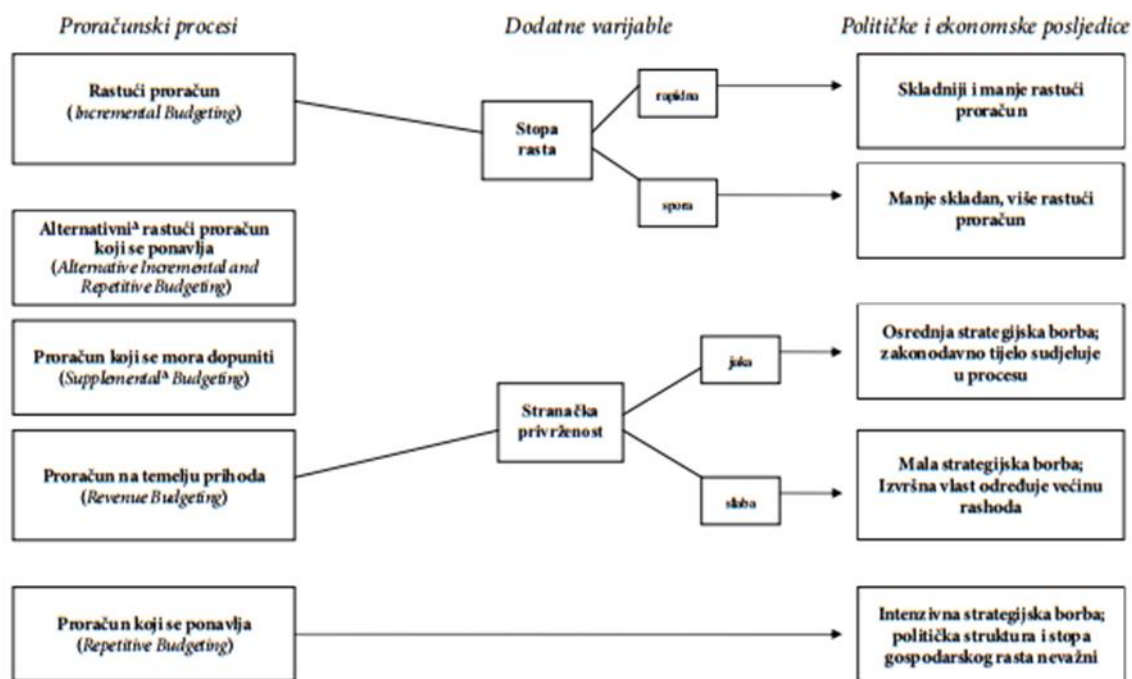 Proračunski procesi
Dodatne varijable
Političke i ekonomske posljedice
Rastući proračun
(Incremental Budgeting)
Stopa
rasta
rapidna
Skladniji i manje rastući
proračun
spora
Manje skladan, više rastući
proračun
Alternativniᴬ rastući proračun
koji se ponavlja
(Alternative Incremental and
Repetitive Budgeting)
Proračun koji se mora dopuniti
(Supplementalᴬ Budgeting)
Proračun na temelju prihoda
(Revenue Budgeting)
Stranačka
privrženost
jaka
Osrednja strategijska borba;
zakonodavno tijelo sudjeluje
u procesu
slaba
Mala strategijska borba;
Izvršna vlast određuje većinu
rashoda
Proračun koji se ponavlja
(Repetitive Budgeting)
Intenzivna strategijska borba;
politička struktura i stopa
gospodarskog rasta nevažni